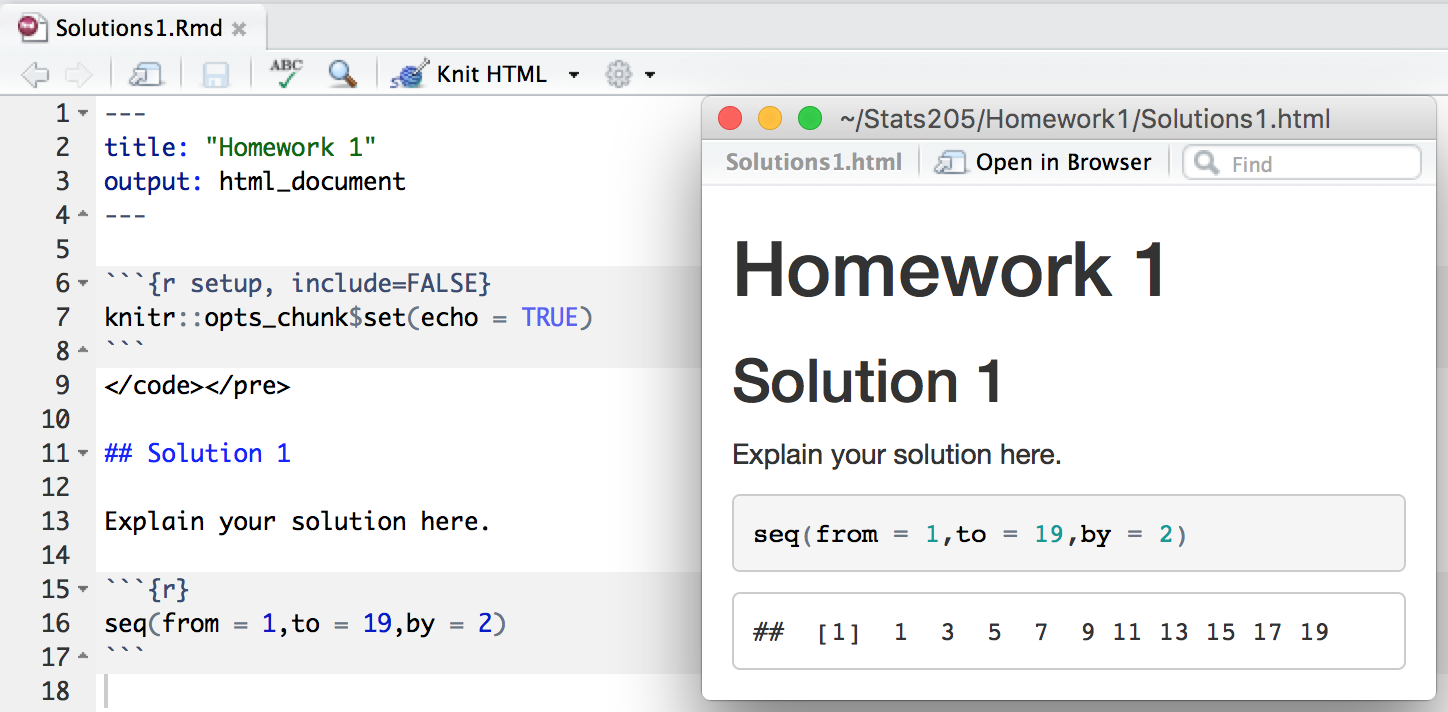 Solutions1.Rmd
ABC
Knit HTML
1 ---
2 title: "Homework 1"
3 output: html_document
4 ---
5
6 ```{r setup, include=FALSE}
7 knitr::opts_chunk$set(echo = TRUE)
8 ```
9 </code></pre>
10
11 ## Solution 1
12
13 Explain your solution here.
14
15 ```{r}
16 seq(from = 1,to = 19,by = 2)
17 ```
18
~/Stats205/Homework1/Solutions1.html
Solutions1.html Open in Browser Find
Homework 1
Solution 1
Explain your solution here.
seq(from = 1,to = 19,by = 2)
##  [1]  1  3  5  7  9 11 13 15 17 19